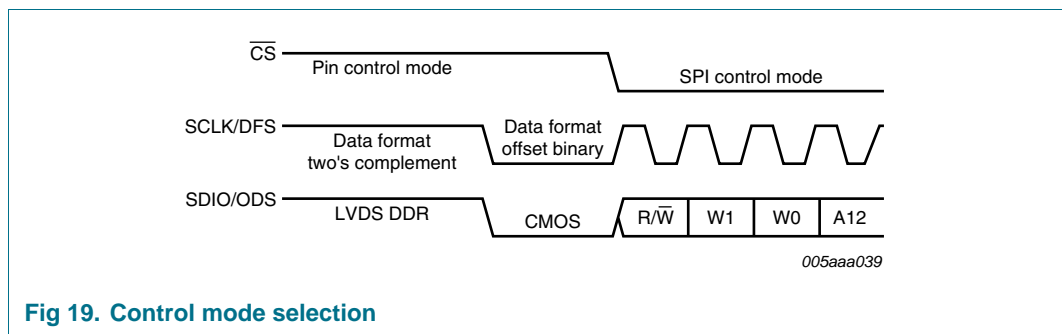 C̅S̅
Pin control mode
SPI control mode
SCLK/DFS
Data format
two's complement
Data format
offset binary
SDIO/ODS
LVDS DDR
CMOS
R/W̅
W1
W0
A12
005aaa039
Fig 19. Control mode selection